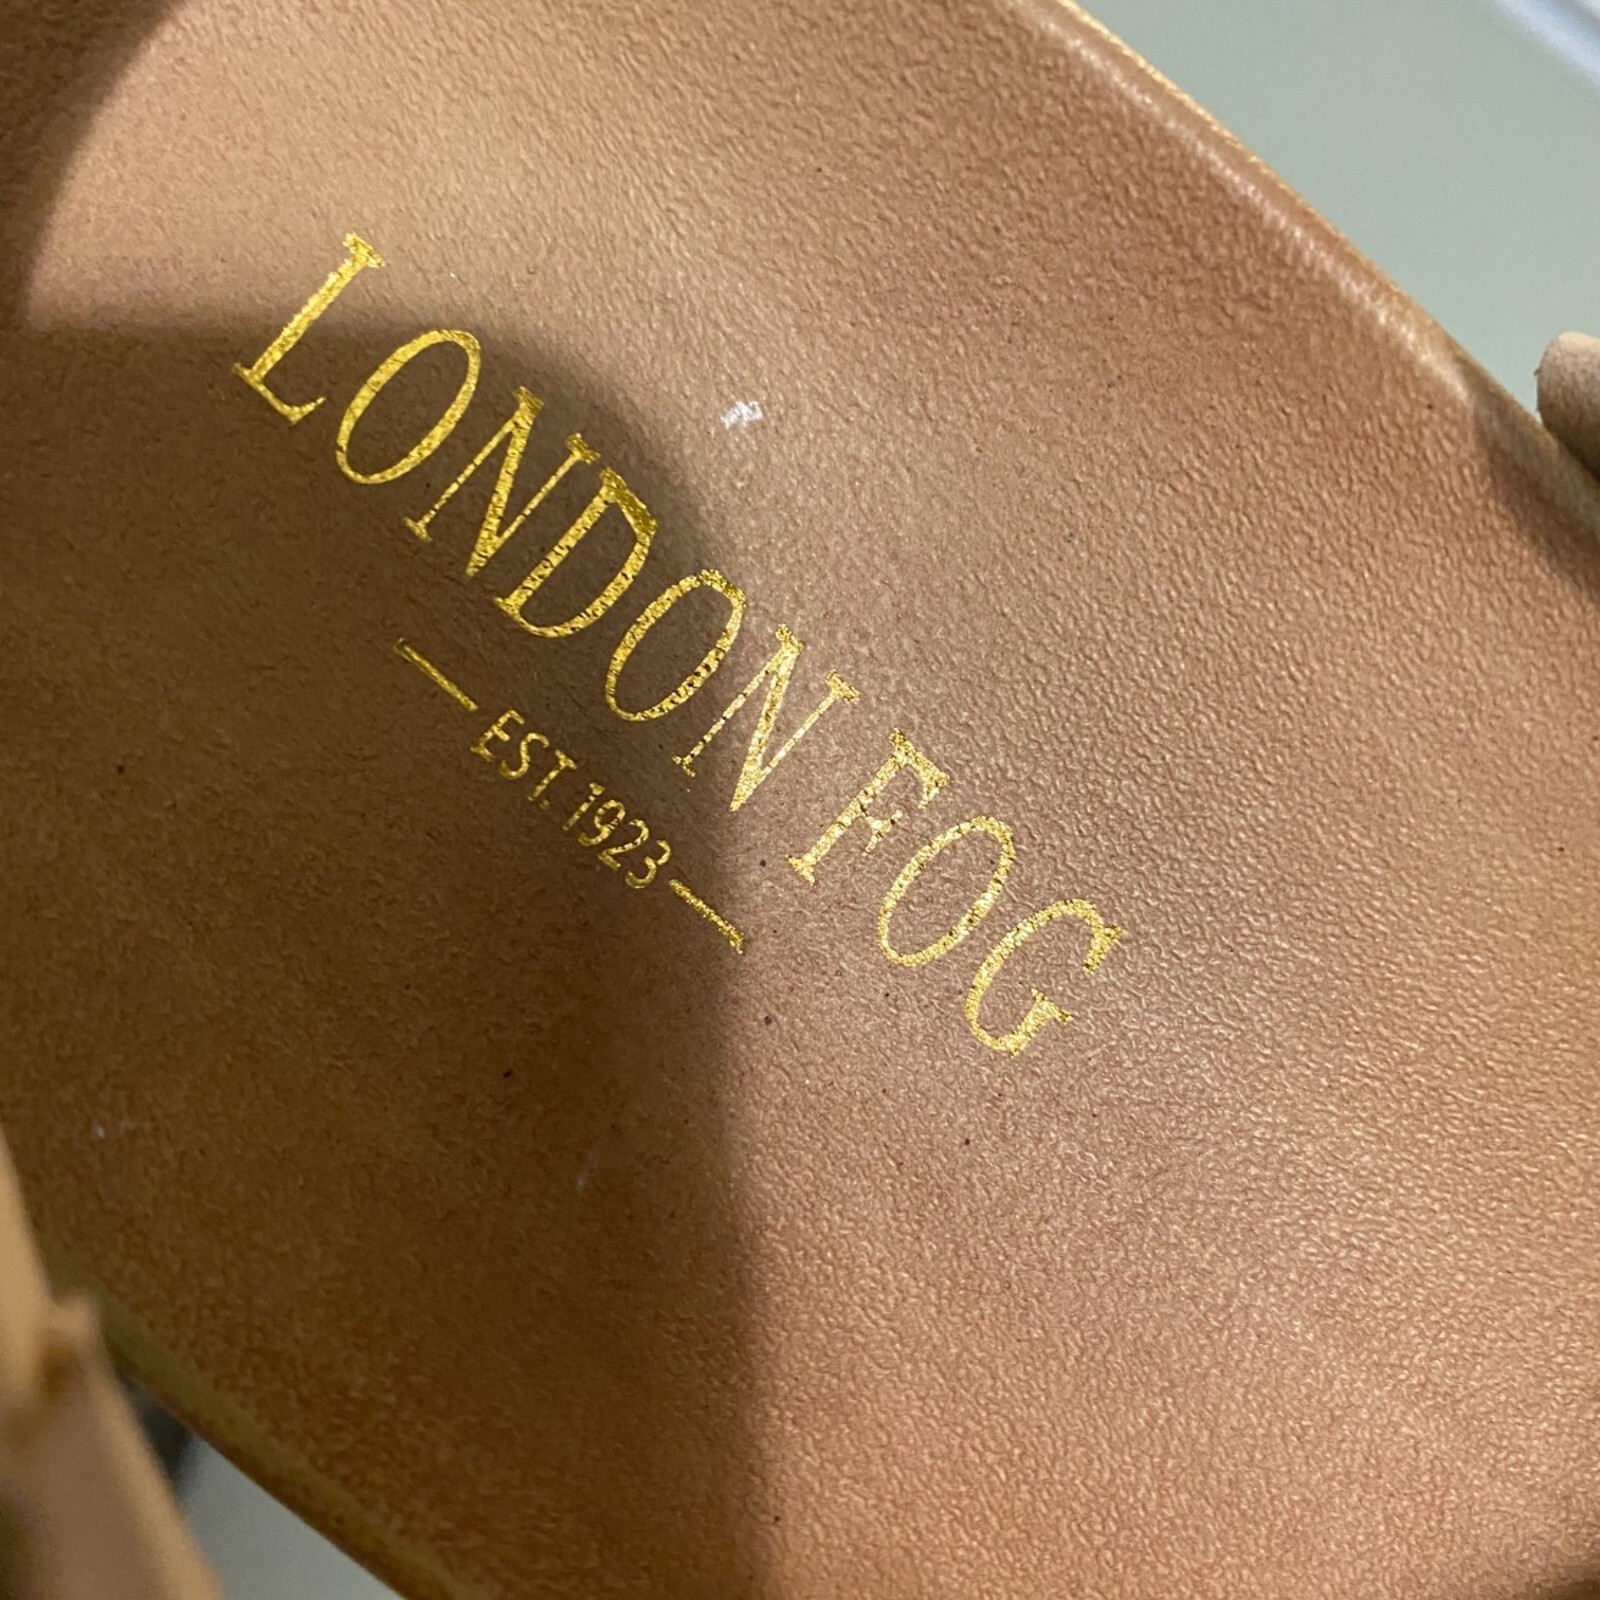 LONDON FOG
— EST. 1923 —